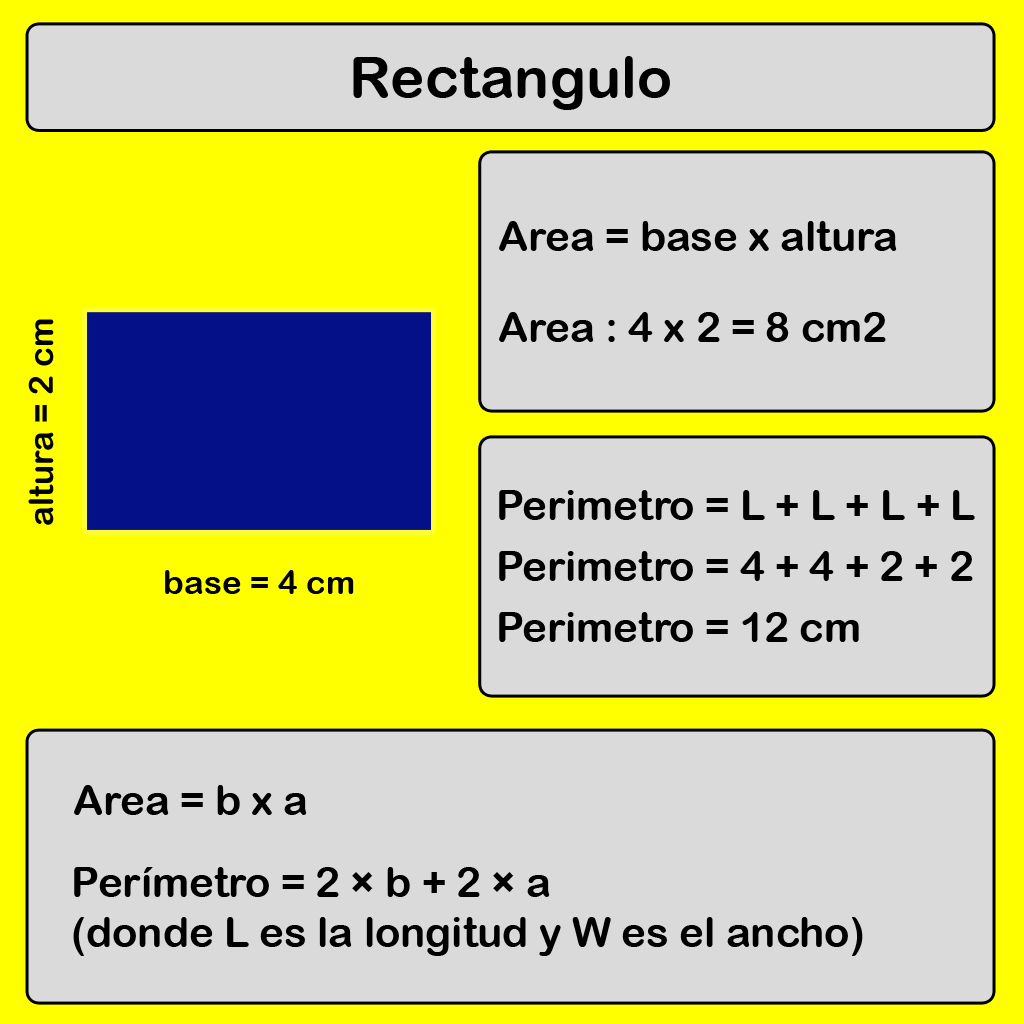 Rectangulo
Area = base x altura
Area : 4 x 2 = 8 cm2
altura = 2 cm
base = 4 cm
Perimetro = L + L + L + L
Perimetro = 4 + 4 + 2 + 2
Perimetro = 12 cm
Area = b x a
Perímetro = 2 × b + 2 × a
(donde L es la longitud y W es el ancho)